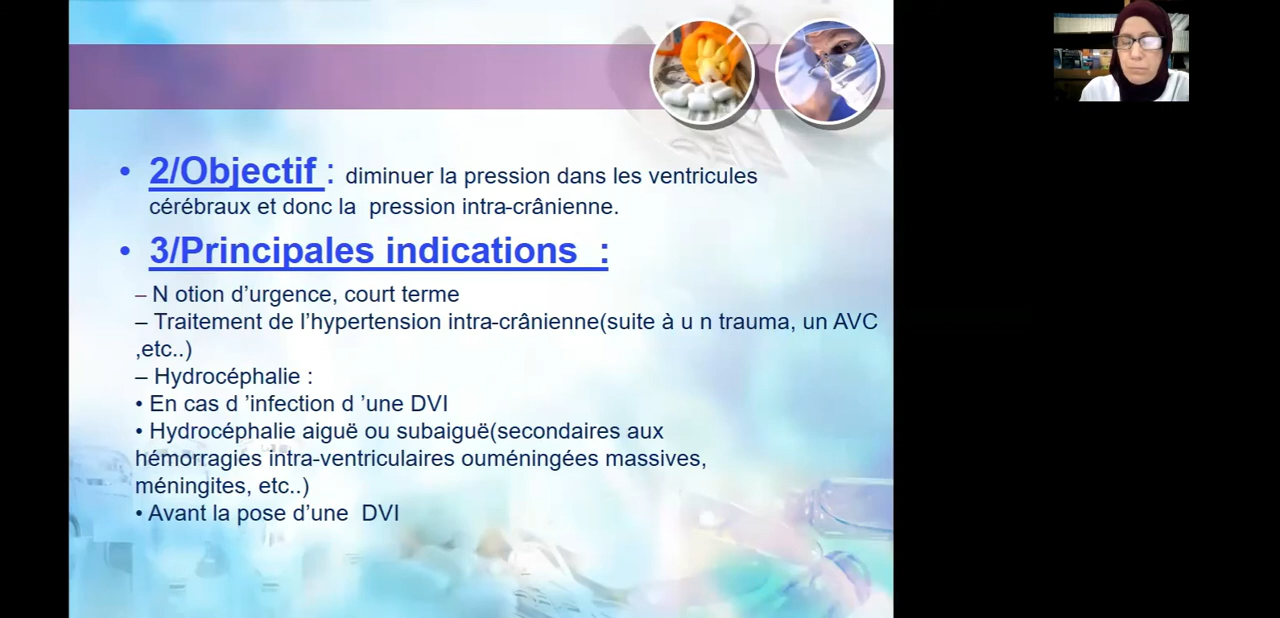 • 2/Objectif : diminuer la pression dans les ventricules
cérébraux et donc la pression intra-crânienne.
• 3/Principales indications :
– N otion d’urgence, court terme
– Traitement de l’hypertension intra-crânienne(suite à u n trauma, un AVC
,etc..)
– Hydrocéphalie :
• En cas d ’infection d ’une DVI
• Hydrocéphalie aiguë ou subaiguë(secondaires aux
hémorragies intra-ventriculaires ouméningées massives,
méningites, etc..)
• Avant la pose d’une DVI